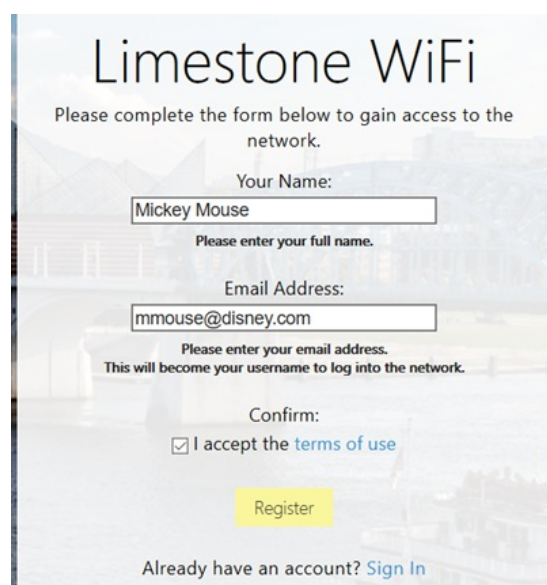 Limestone WiFi
Please complete the form below to gain access to the
network.
Your Name:
Mickey Mouse
Please enter your full name.
Email Address:
mmouse@disney.com
Please enter your email address.
This will become your username to log into the network.
Confirm:
I accept the terms of use
Register
Already have an account? Sign In